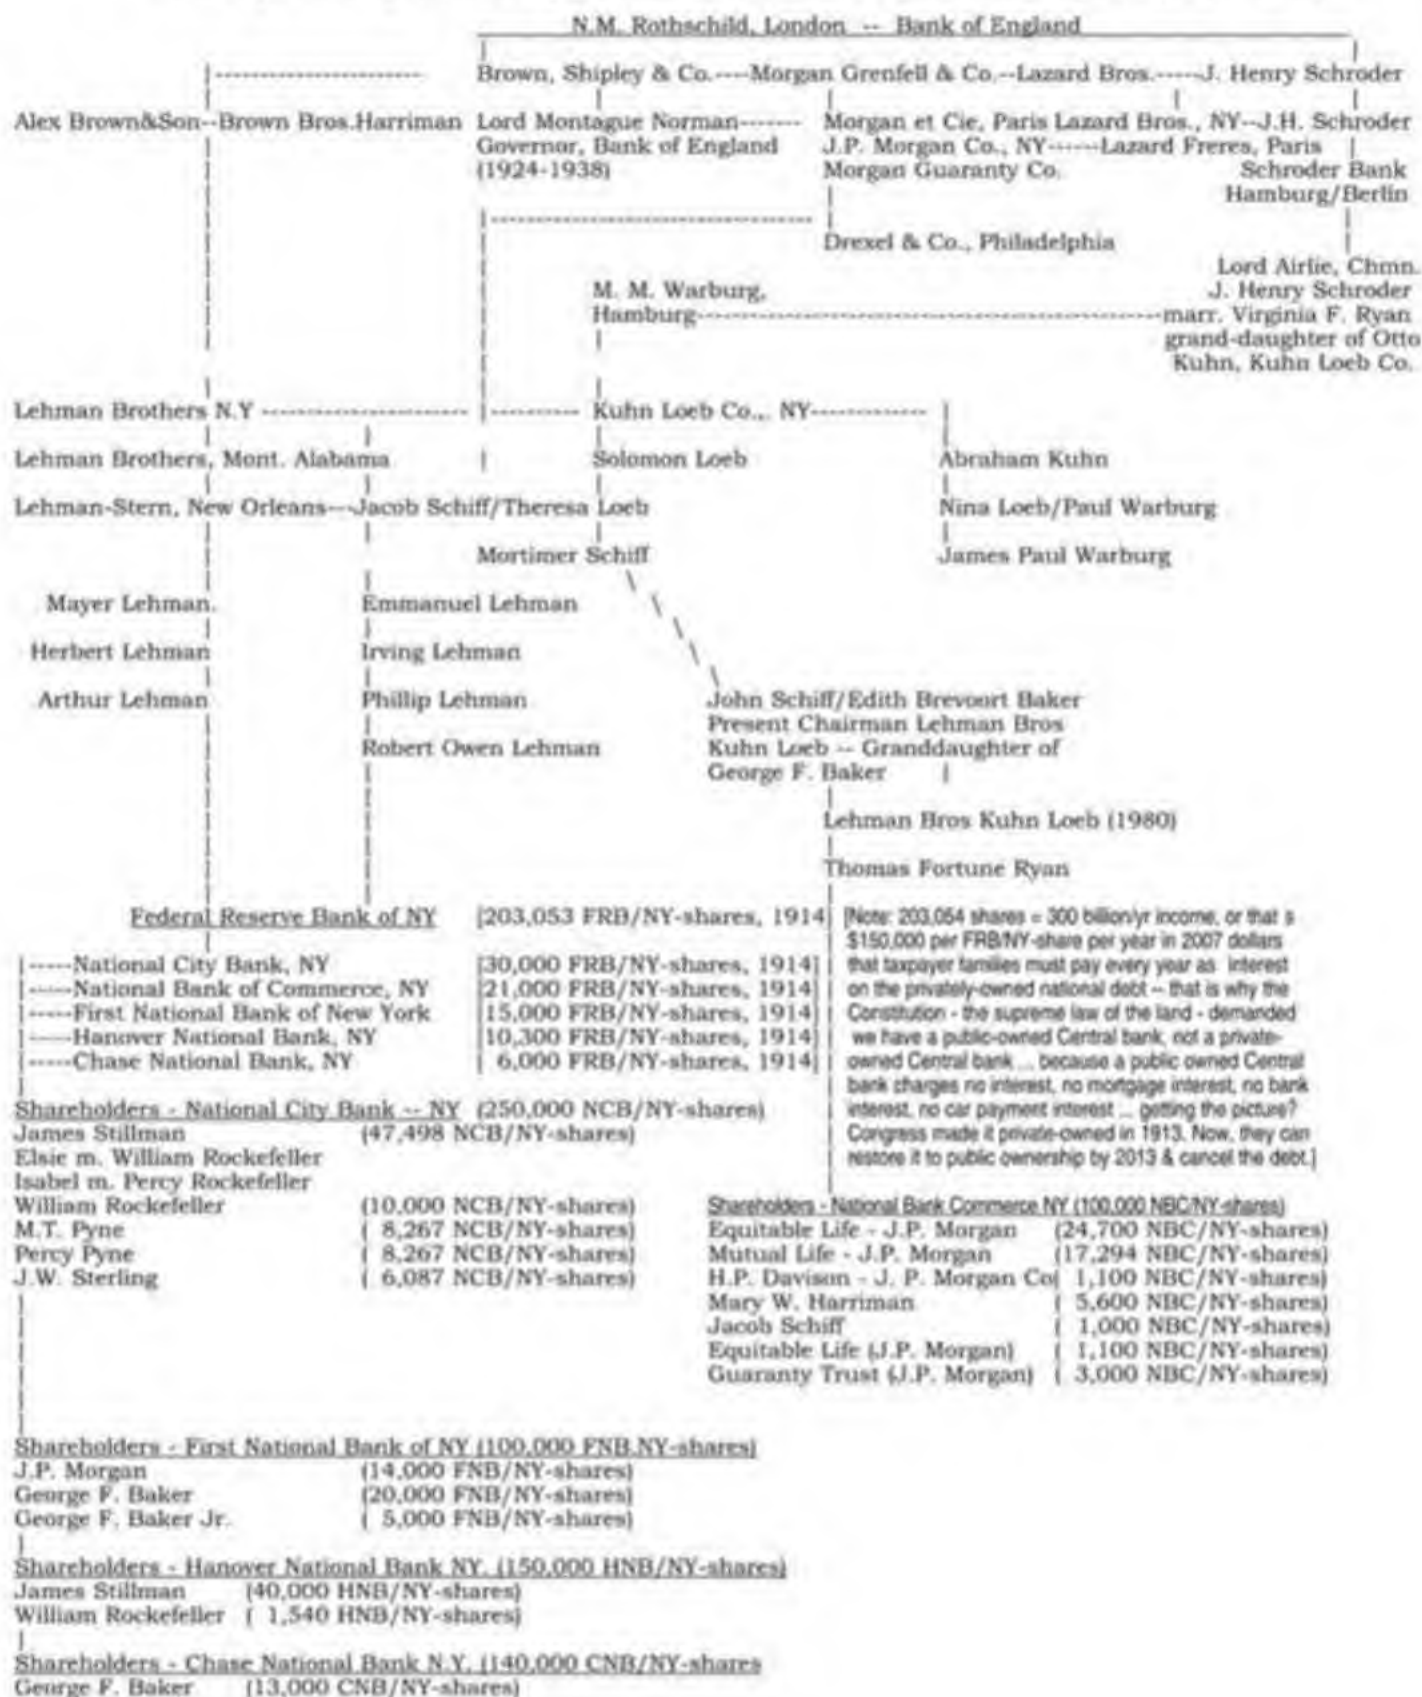 N.M. Rothschild, London -- Bank of England
Brown, Shipley & Co.----Morgan Grenfell & Co.--Lazard Bros.-----J. Henry Schroder
Alex Brown&Son--Brown Bros.Harriman Lord Montague Norman------- Morgan et Cie, Paris Lazard Bros., NY--J.H. Schroder
Governor, Bank of England J.P. Morgan Co., NY------Lazard Freres, Paris
(1924-1938) Morgan Guaranty Co. Schroder Bank
Hamburg/Berlin
Drexel & Co., Philadelphia
Lord Airlie, Chmn.
M. M. Warburg, J. Henry Schroder
Hamburg------------------------------------------------marr. Virginia F. Ryan
grand-daughter of Otto
Kuhn, Kuhn Loeb Co.
Lehman Brothers N.Y --------------------- |--------- Kuhn Loeb Co.,. NY------------
Lehman Brothers, Mont. Alabama Solomon Loeb Abraham Kuhn
Lehman-Stern, New Orleans---Jacob Schiff/Theresa Loeb Nina Loeb/Paul Warburg
Mortimer Schiff James Paul Warburg
Mayer Lehman. Emmanuel Lehman
Herbert Lehman Irving Lehman
Arthur Lehman Phillip Lehman John Schiff/Edith Brevoort Baker
Present Chairman Lehman Bros
Robert Owen Lehman Kuhn Loeb -- Granddaughter of
George F. Baker
Lehman Bros Kuhn Loeb (1980)
Thomas Fortune Ryan
Federal Reserve Bank of NY [203,053 FRB/NY-shares, 1914]
|-----National City Bank, NY [30,000 FRB/NY-shares, 1914]
|-----National Bank of Commerce, NY [21,000 FRB/NY-shares, 1914]
|-----First National Bank of New York [15,000 FRB/NY-shares, 1914]
|-----Hanover National Bank, NY [10,300 FRB/NY-shares, 1914]
|-----Chase National Bank, NY [ 6,000 FRB/NY-shares, 1914]
[Note: 203,054 shares = 300 billion/yr income, or that s
$150,000 per FRB/NY-share per year in 2007 dollars
that taxpayer families must pay every year as interest
on the privately-owned national debt -- that is why the
Constitution - the supreme law of the land - demanded
we have a public-owned Central bank, not a private-
owned Central bank ... because a public owned Central
bank charges no interest, no mortgage interest, no bank
interest, no car payment interest ... getting the picture?
Congress made it private-owned in 1913. Now, they can
restore it to public ownership by 2013 & cancel the debt.]
Shareholders - National City Bank -- NY (250,000 NCB/NY-shares)
James Stillman (47,498 NCB/NY-shares)
Elsie m. William Rockefeller
Isabel m. Percy Rockefeller
William Rockefeller (10,000 NCB/NY-shares)
M.T. Pyne ( 8,267 NCB/NY-shares)
Percy Pyne ( 8,267 NCB/NY-shares)
J.W. Sterling ( 6,087 NCB/NY-shares)
Shareholders - National Bank Commerce NY (100,000 NBC/NY-shares)
Equitable Life - J.P. Morgan (24,700 NBC/NY-shares)
Mutual Life - J.P. Morgan (17,294 NBC/NY-shares)
H.P. Davison - J. P. Morgan Co( 1,100 NBC/NY-shares)
Mary W. Harriman ( 5,600 NBC/NY-shares)
Jacob Schiff ( 1,000 NBC/NY-shares)
Equitable Life (J.P. Morgan) ( 1,100 NBC/NY-shares)
Guaranty Trust (J.P. Morgan) ( 3,000 NBC/NY-shares)
Shareholders - First National Bank of NY (100,000 FNB.NY-shares)
J.P. Morgan (14,000 FNB/NY-shares)
George F. Baker (20,000 FNB/NY-shares)
George F. Baker Jr. ( 5,000 FNB/NY-shares)
Shareholders - Hanover National Bank NY. (150,000 HNB/NY-shares)
James Stillman (40,000 HNB/NY-shares)
William Rockefeller ( 1,540 HNB/NY-shares)
Shareholders - Chase National Bank N.Y. (140,000 CNB/NY-shares
George F. Baker (13,000 CNB/NY-shares)